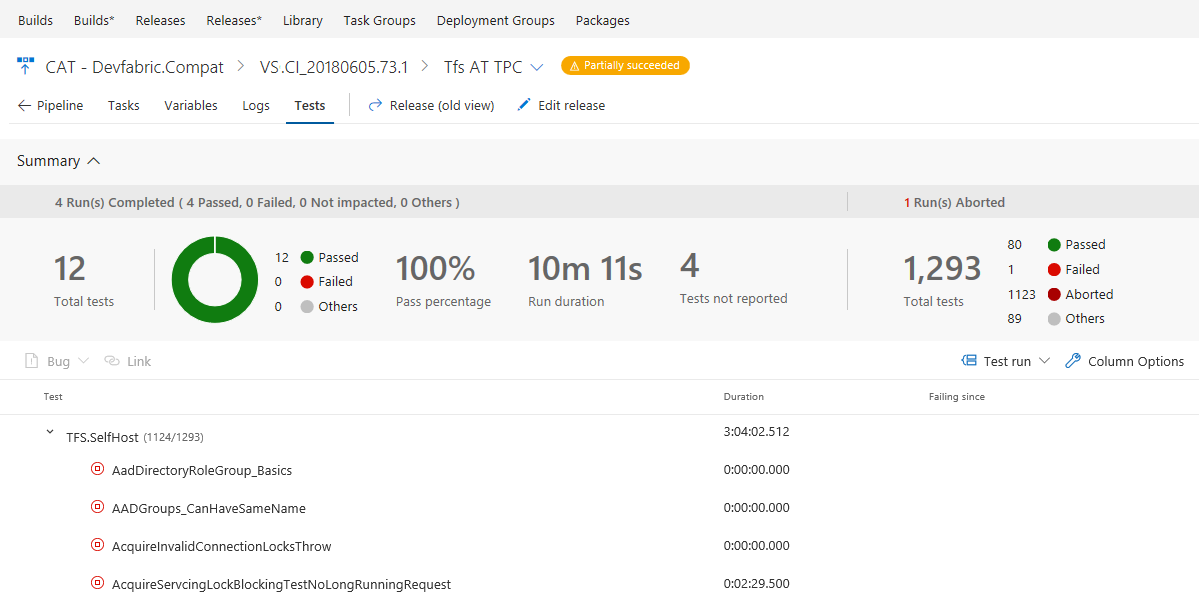 Builds Builds* Releases Releases* Library Task Groups Deployment Groups Packages
CAT - Devfabric.Compat > VS.CI_20180605.73.1 > Tfs AT TPC Partially succeeded
Pipeline Tasks Variables Logs Tests Release (old view) Edit release
Summary
4 Run(s) Completed ( 4 Passed, 0 Failed, 0 Not impacted, 0 Others ) 1 Run(s) Aborted
12
Total tests
12 Passed
0 Failed
0 Others
100%
Pass percentage
10m 11s
Run duration
4
Tests not reported
1,293
Total tests
80 Passed
1 Failed
1123 Aborted
89 Others
Bug Link Test run Column Options
Test Duration Failing since
TFS.SelfHost (1124/1293) 3:04:02.512
AadDirectoryRoleGroup_Basics 0:00:00.000
AADGroups_CanHaveSameName 0:00:00.000
AcquireInvalidConnectionLocksThrow 0:00:00.000
AcquireServcingLockBlockingTestNoLongRunningRequest 0:02:29.500